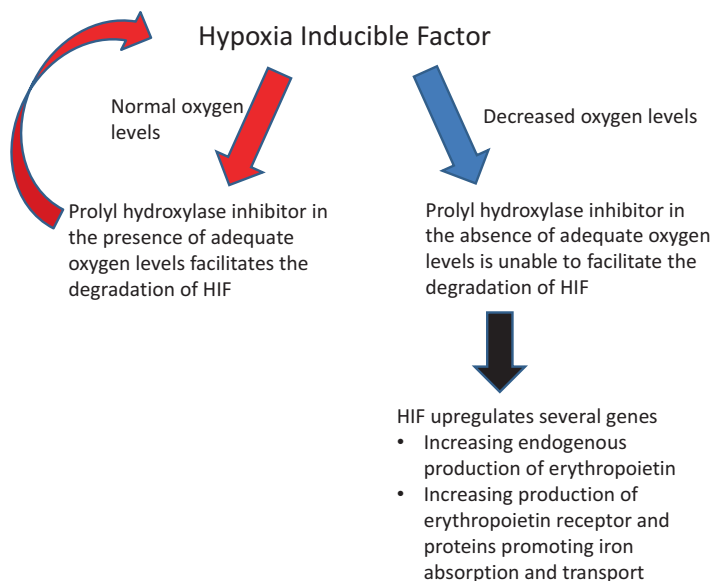 Hypoxia Inducible Factor
Normal oxygen
levels
Decreased oxygen levels
Prolyl hydroxylase inhibitor in
the presence of adequate
oxygen levels facilitates the
degradation of HIF
Prolyl hydroxylase inhibitor in
the absence of adequate oxygen
levels is unable to facilitate the
degradation of HIF
HIF upregulates several genes
• Increasing endogenous
production of erythropoietin
• Increasing production of
erythropoietin receptor and
proteins promoting iron
absorption and transport